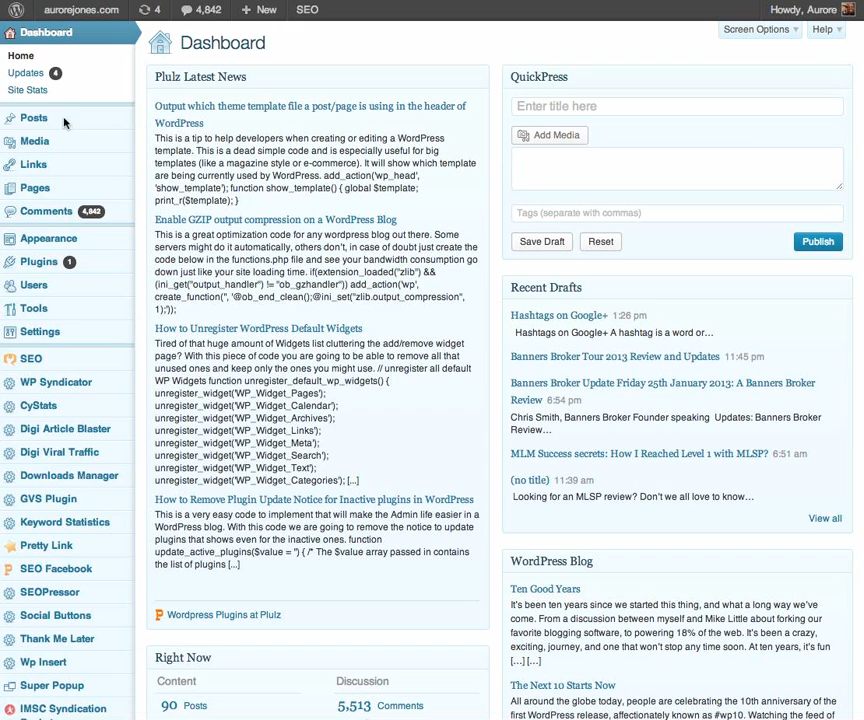 aurorejones.com 4 4,842 New SEO Howdy, Aurore
Screen Options Help
Dashboard
Home
Updates 4
Site Stats
Posts
Media
Links
Pages
Comments 4,842
Appearance
Plugins 1
Users
Tools
Settings
SEO
WP Syndicator
CyStats
Digi Article Blaster
Digi Viral Traffic
Downloads Manager
GVS Plugin
Keyword Statistics
Pretty Link
SEO Facebook
SEOPressor
Social Buttons
Thank Me Later
Wp Insert
Super Popup
IMSC Syndication
Dashboard
Plulz Latest News
Output which theme template file a post/page is using in the header of
WordPress
This is a tip to help developers when creating or editing a WordPress
template. This is a dead simple code and is especially useful for big
templates (like a magazine style or e-commerce). It will show which template
are being currently used by WordPress. add_action('wp_head',
'show_template'); function show_template() { global $template;
print_r($template); }
Enable GZIP output compression on a WordPress Blog
This is a great optimization code for any wordpress blog out there. Some
servers might do it automatically, others don't, in case of doubt just create the
code below in the functions.php file and see your bandwidth consumption go
down just like your site loading time. if(extension_loaded("zlib") &&
(ini_get("output_handler") != "ob_gzhandler")) add_action('wp',
create_function('', '@ob_end_clean();@ini_set("zlib.output_compression",
1);'));
How to Unregister WordPress Default Widgets
Tired of that huge amount of Widgets list cluttering the add/remove widget
page? With this piece of code you are going to be able to remove all that
unused ones and keep only the ones you might use. // unregister all default
WP Widgets function unregister_default_wp_widgets() {
unregister_widget('WP_Widget_Pages');
unregister_widget('WP_Widget_Calendar');
unregister_widget('WP_Widget_Archives');
unregister_widget('WP_Widget_Links');
unregister_widget('WP_Widget_Meta');
unregister_widget('WP_Widget_Search');
unregister_widget('WP_Widget_Text');
unregister_widget('WP_Widget_Categories'); [...]
How to Remove Plugin Update Notice for Inactive plugins in WordPress
This is a very easy code to implement that will make the Admin life easier in a
WordPress blog. With this code we are going to remove the notice to update
plugins that shows even for the inactive ones. function
update_active_plugins($value = '') { /* The $value array passed in contains
the list of plugins [...]
Wordpress Plugins at Plulz
Right Now
Content Discussion
90 Posts 5,513 Comments
QuickPress
Enter title here
Add Media
Tags (separate with commas)
Save Draft Reset Publish
Recent Drafts
Hashtags on Google+ 1:26 pm
Hashtags on Google+ A hashtag is a word or…
Banners Broker Tour 2013 Review and Updates 11:45 pm
Banners Broker Update Friday 25th January 2013: A Banners Broker
Review… 6:54 pm
Chris Smith, Banners Broker Founder speaking Updates: Banners Broker
Review…
MLM Success secrets: How I Reached Level 1 with MLSP? 6:51 am
(no title) 11:39 am
Looking for an MLSP review? Don't we all love to know…
View all
WordPress Blog
Ten Good Years
It's been ten years since we started this thing, and what a long way we've
come. From a discussion between myself and Mike Little about forking our
favorite blogging software, to powering 18% of the web. It's been a crazy,
exciting, journey, and one that won't stop any time soon. At ten years, it's fun
[…] […]
The Next 10 Starts Now
All around the globe today, people are celebrating the 10th anniversary of the
first WordPress release, affectionately known as #wp10. Watching the feed of